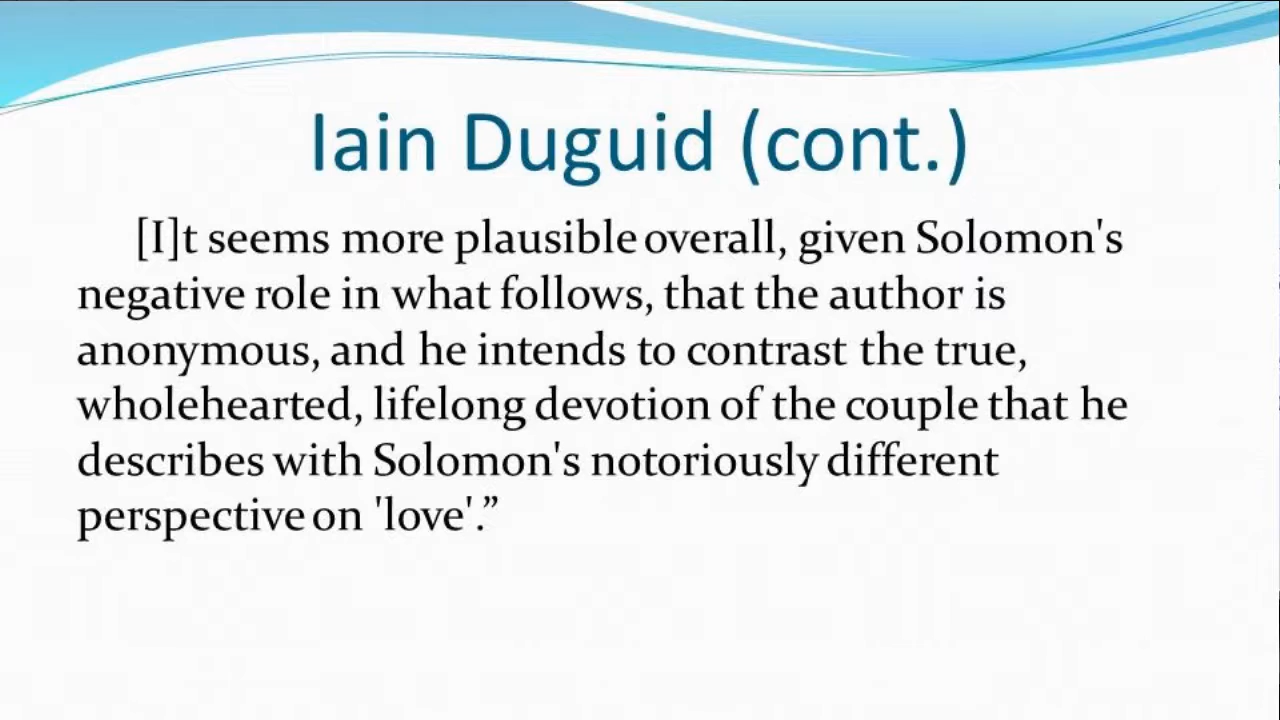 Iain Duguid (cont.)
[I]t seems more plausible overall, given Solomon's
negative role in what follows, that the author is
anonymous, and he intends to contrast the true,
wholehearted, lifelong devotion of the couple that he
describes with Solomon's notoriously different
perspective on 'love'.”